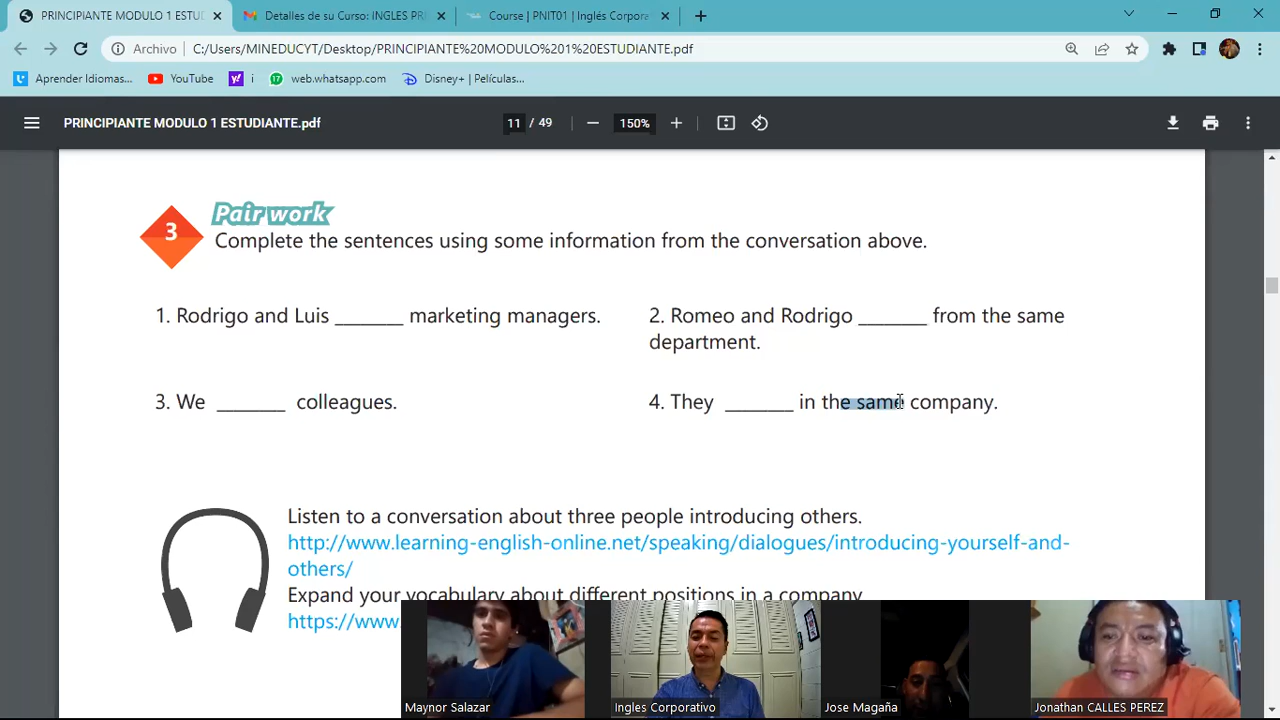 PRINCIPIANTE MODULO 1 ESTUD
Detalles de su Curso: INGLES PRI
Course | PNIT01 | Inglés Corpora
Archivo
C:/Users/MINEDUCYT/Desktop/PRINCIPIANTE%20MODULO%201%20ESTUDIANTE.pdf
Aprender Idiomas...
YouTube
i
web.whatsapp.com
Disney+ | Películas...
PRINCIPIANTE MODULO 1 ESTUDIANTE.pdf
11 / 49
150%
3
Pair work
Complete the sentences using some information from the conversation above.
1. Rodrigo and Luis _______ marketing managers.
2. Romeo and Rodrigo _______ from the same
department.
3. We _______ colleagues.
4. They _______ in the same company.
Listen to a conversation about three people introducing others.
http://www.learning-english-online.net/speaking/dialogues/introducing-yourself-and-
others/
Expand your vocabulary about different positions in a company
https://www.
Maynor Salazar
Ingles Corporativo
Jose Magaña
Jonathan CALLES PEREZ